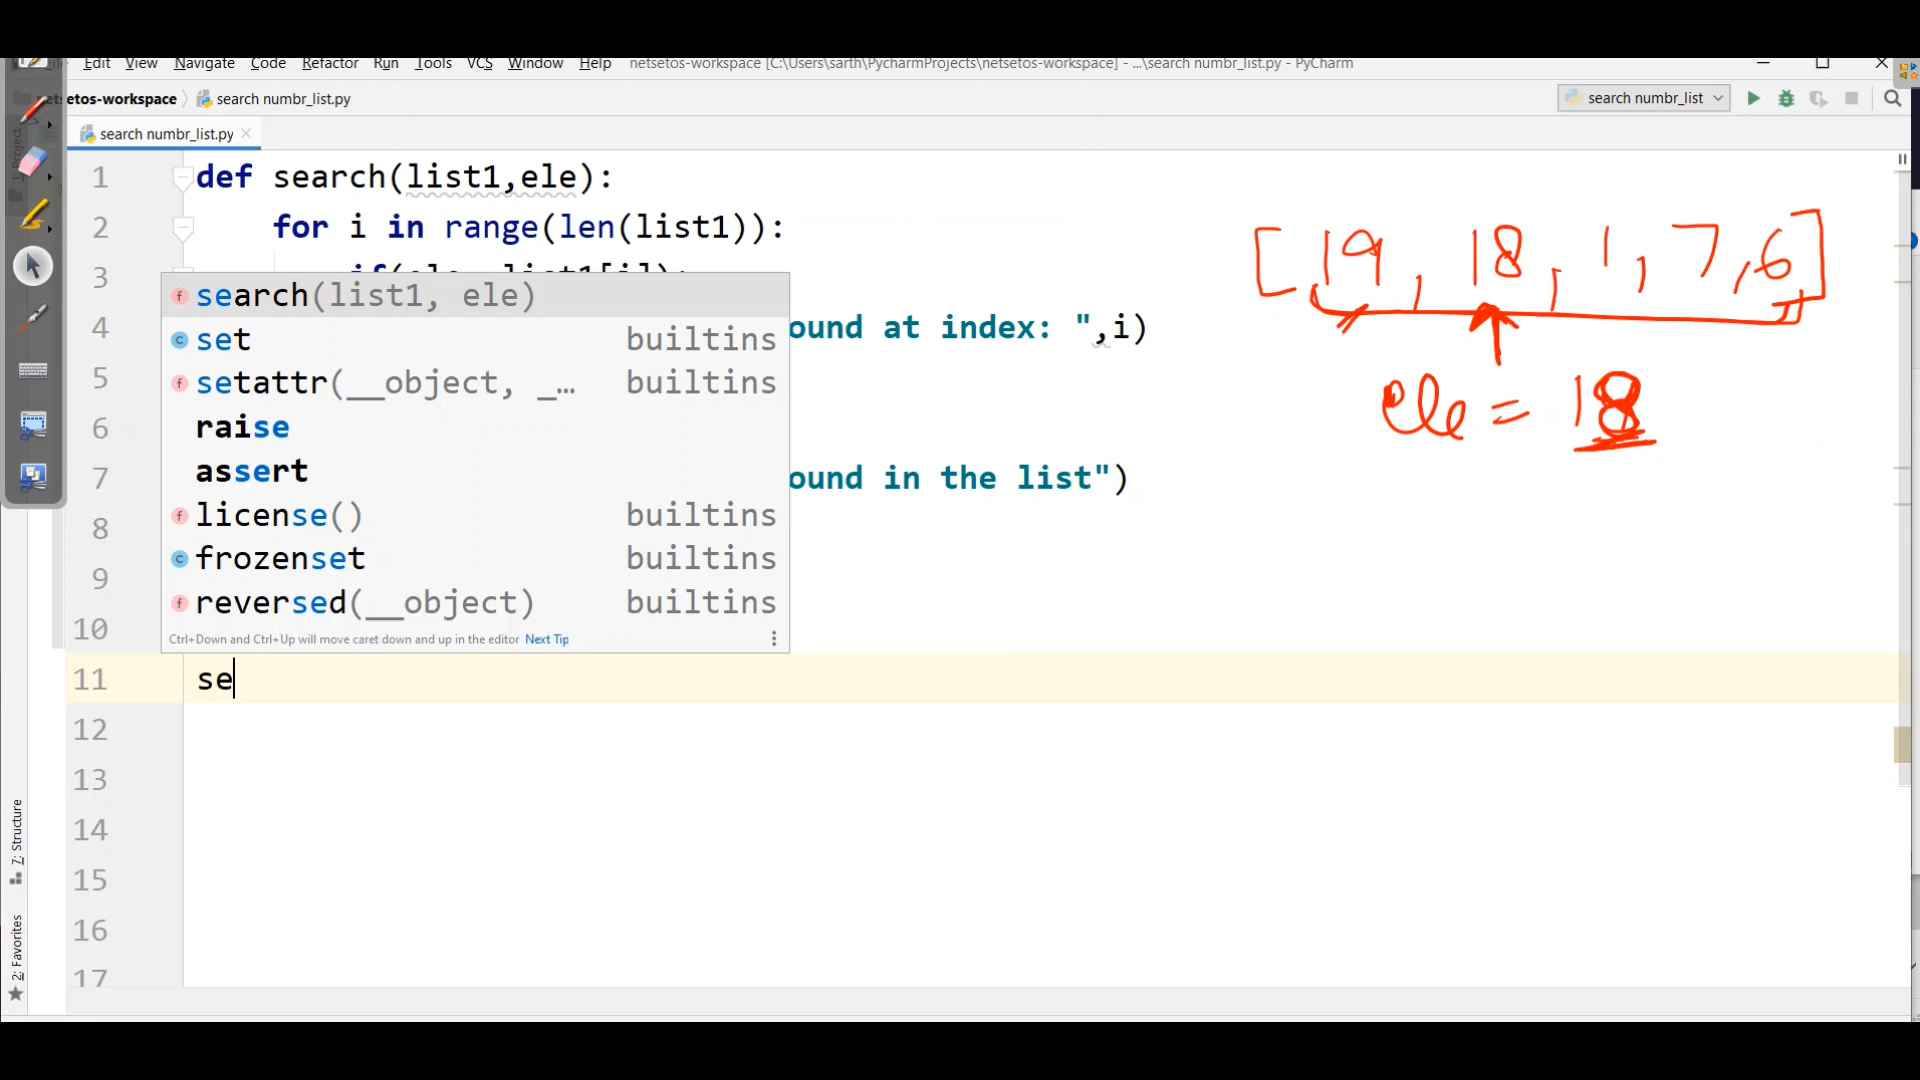 Edit View Navigate Code Refactor Run Tools VCS Window Help netsetos-workspace [C:\Users\sarth\PycharmProjects\netsetos-workspace] - ...\search numbr_list.py - PyCharm
etos-workspace search numbr_list.py search numbr_list
search numbr_list.py
1 def search(list1,ele):
2 for i in range(len(list1)):
3
search(list1, ele)
4 ound at index: ",i)
set builtins
5 setattr(__object, _… builtins
6 raise
7 assert ound in the list")
8 license() builtins
9 frozenset builtins
10 reversed(__object) builtins
Ctrl+Down and Ctrl+Up will move caret down and up in the editor Next Tip
11 se
12
13
14
15
16
17
[19, 18, 1, 7, 6]
ele = 18
1: Project
7: Structure
2: Favorites